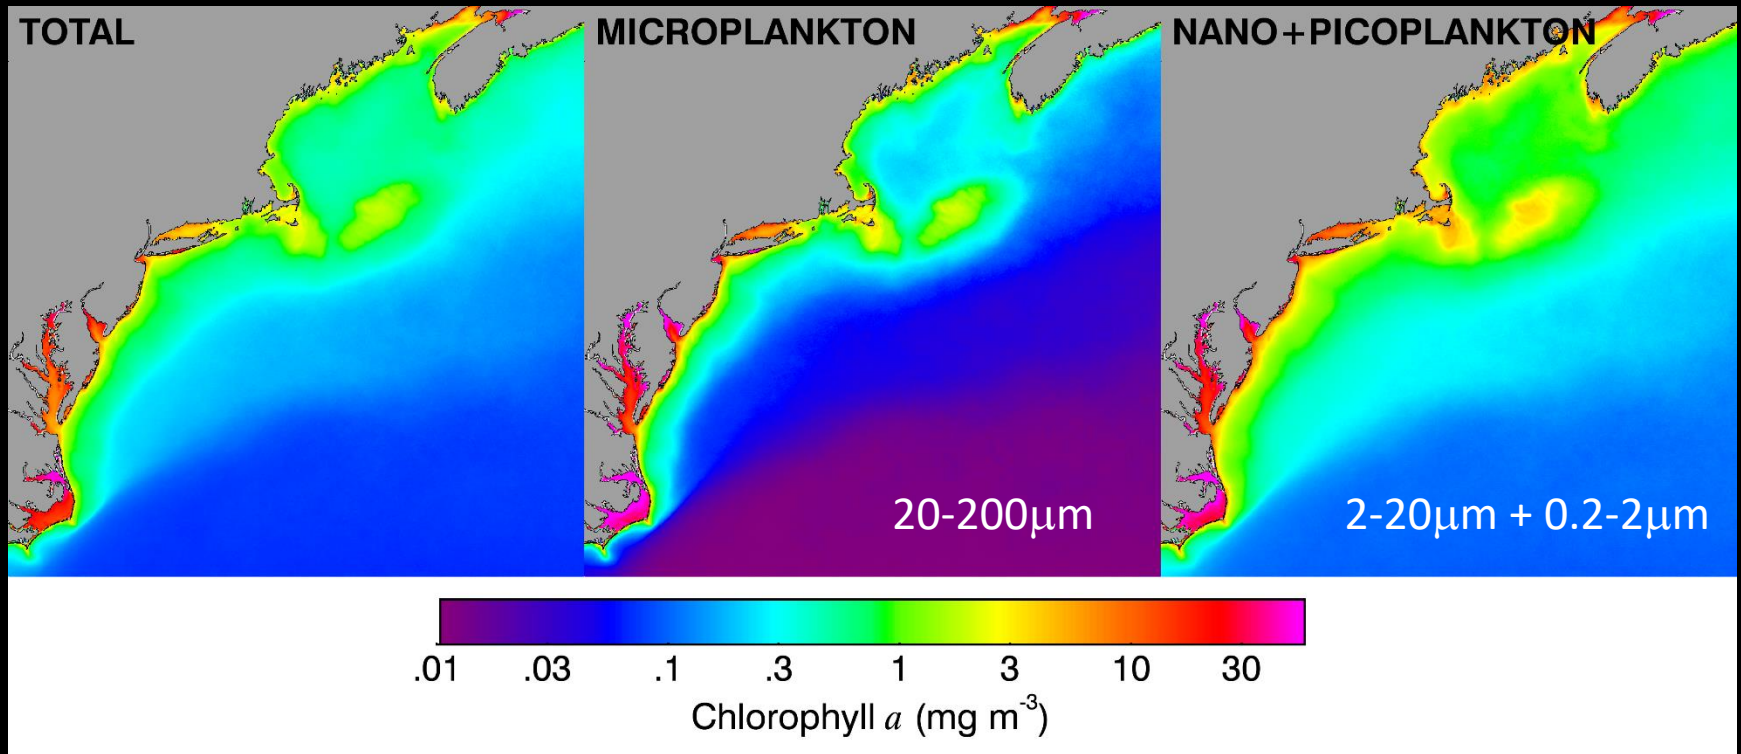 TOTAL
MICROPLANKTON
NANO+PICOPLANKTON
20-200μm
2-20μm + 0.2-2μm
.01 .03 .1 .3 1 3 10 30
Chlorophyll a (mg m⁻³)